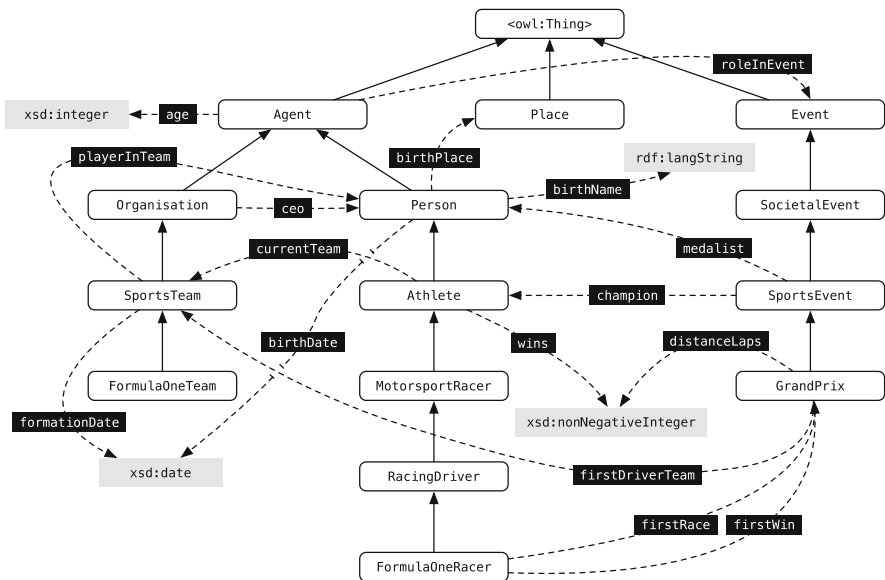 <owl:Thing>
roleInEvent
xsd:integer
age
Agent
Place
Event
playerInTeam
birthPlace
rdf:langString
birthName
Organisation
ceo
Person
SocietalEvent
currentTeam
medalist
SportsTeam
Athlete
champion
SportsEvent
birthDate
wins
distanceLaps
FormulaOneTeam
MotorsportRacer
GrandPrix
formationDate
xsd:nonNegativeInteger
xsd:date
RacingDriver
firstDriverTeam
firstRace
firstWin
FormulaOneRacer